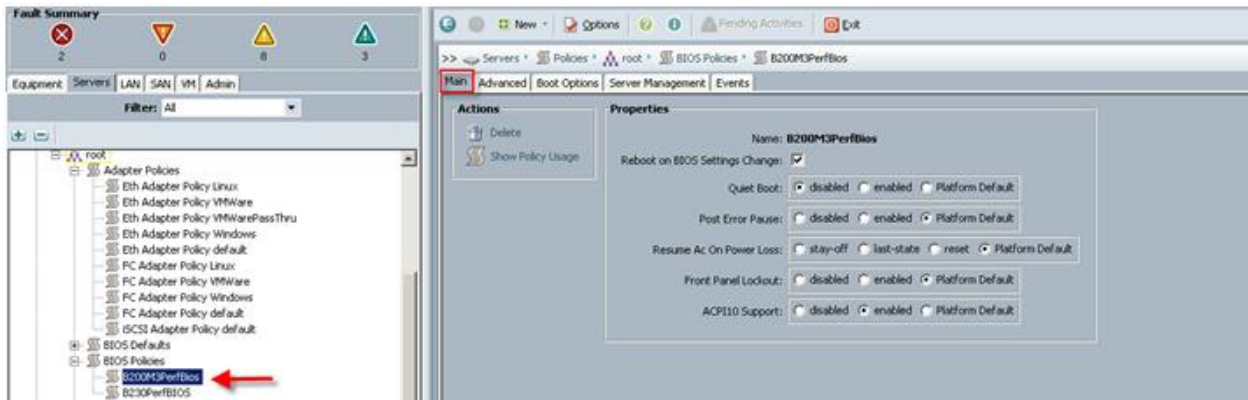 Fault Summary
2 0 8 3
Equipment Servers LAN SAN VM Admin
Filter: All
root
Adapter Policies
Eth Adapter Policy Linux
Eth Adapter Policy VMWare
Eth Adapter Policy VMWarePassThru
Eth Adapter Policy Windows
Eth Adapter Policy default
FC Adapter Policy Linux
FC Adapter Policy VMWare
FC Adapter Policy Windows
FC Adapter Policy default
iSCSI Adapter Policy default
BIOS Defaults
BIOS Policies
B200M3PerfBios
B230PerfBIOS
New Options Pending Activities Exit
>> Servers Policies root BIOS Policies B200M3PerfBios
Main Advanced Boot Options Server Management Events
Actions
Delete
Show Policy Usage
Properties
Name: B200M3PerfBios
Reboot on BIOS Settings Change:
Quiet Boot: disabled enabled Platform Default
Post Error Pause: disabled enabled Platform Default
Resume Ac On Power Loss: stay-off last-state reset Platform Default
Front Panel Lockout: disabled enabled Platform Default
ACPI10 Support: disabled enabled Platform Default